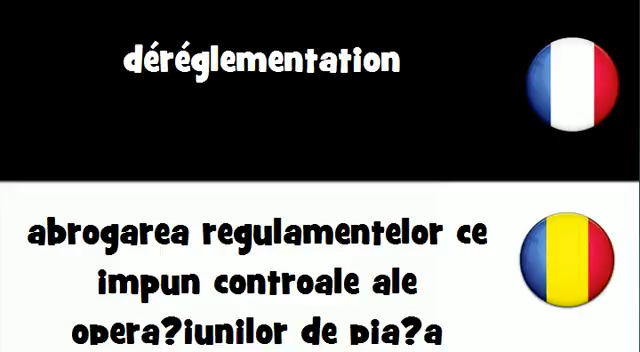 déréglementation
abrogarea regulamentelor ce
impun controale ale
opera?iunilor de pia?a